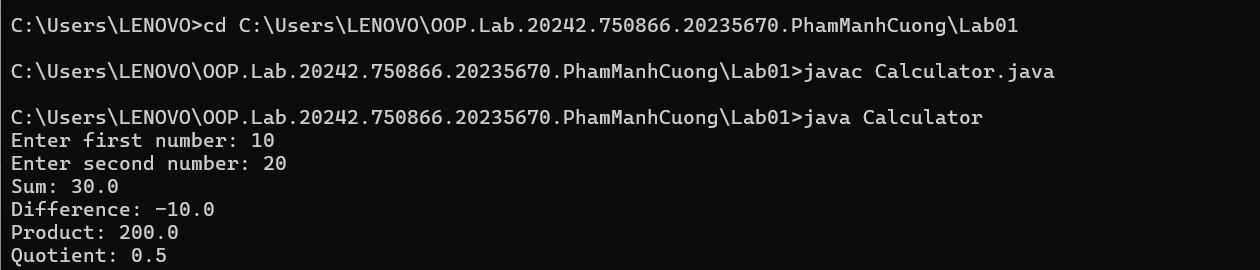 C:\Users\LENOVO>cd C:\Users\LENOVO\OOP.Lab.20242.750866.20235670.PhamManhCuong\Lab01
C:\Users\LENOVO\OOP.Lab.20242.750866.20235670.PhamManhCuong\Lab01>javac Calculator.java
C:\Users\LENOVO\OOP.Lab.20242.750866.20235670.PhamManhCuong\Lab01>java Calculator
Enter first number: 10
Enter second number: 20
Sum: 30.0
Difference: -10.0
Product: 200.0
Quotient: 0.5